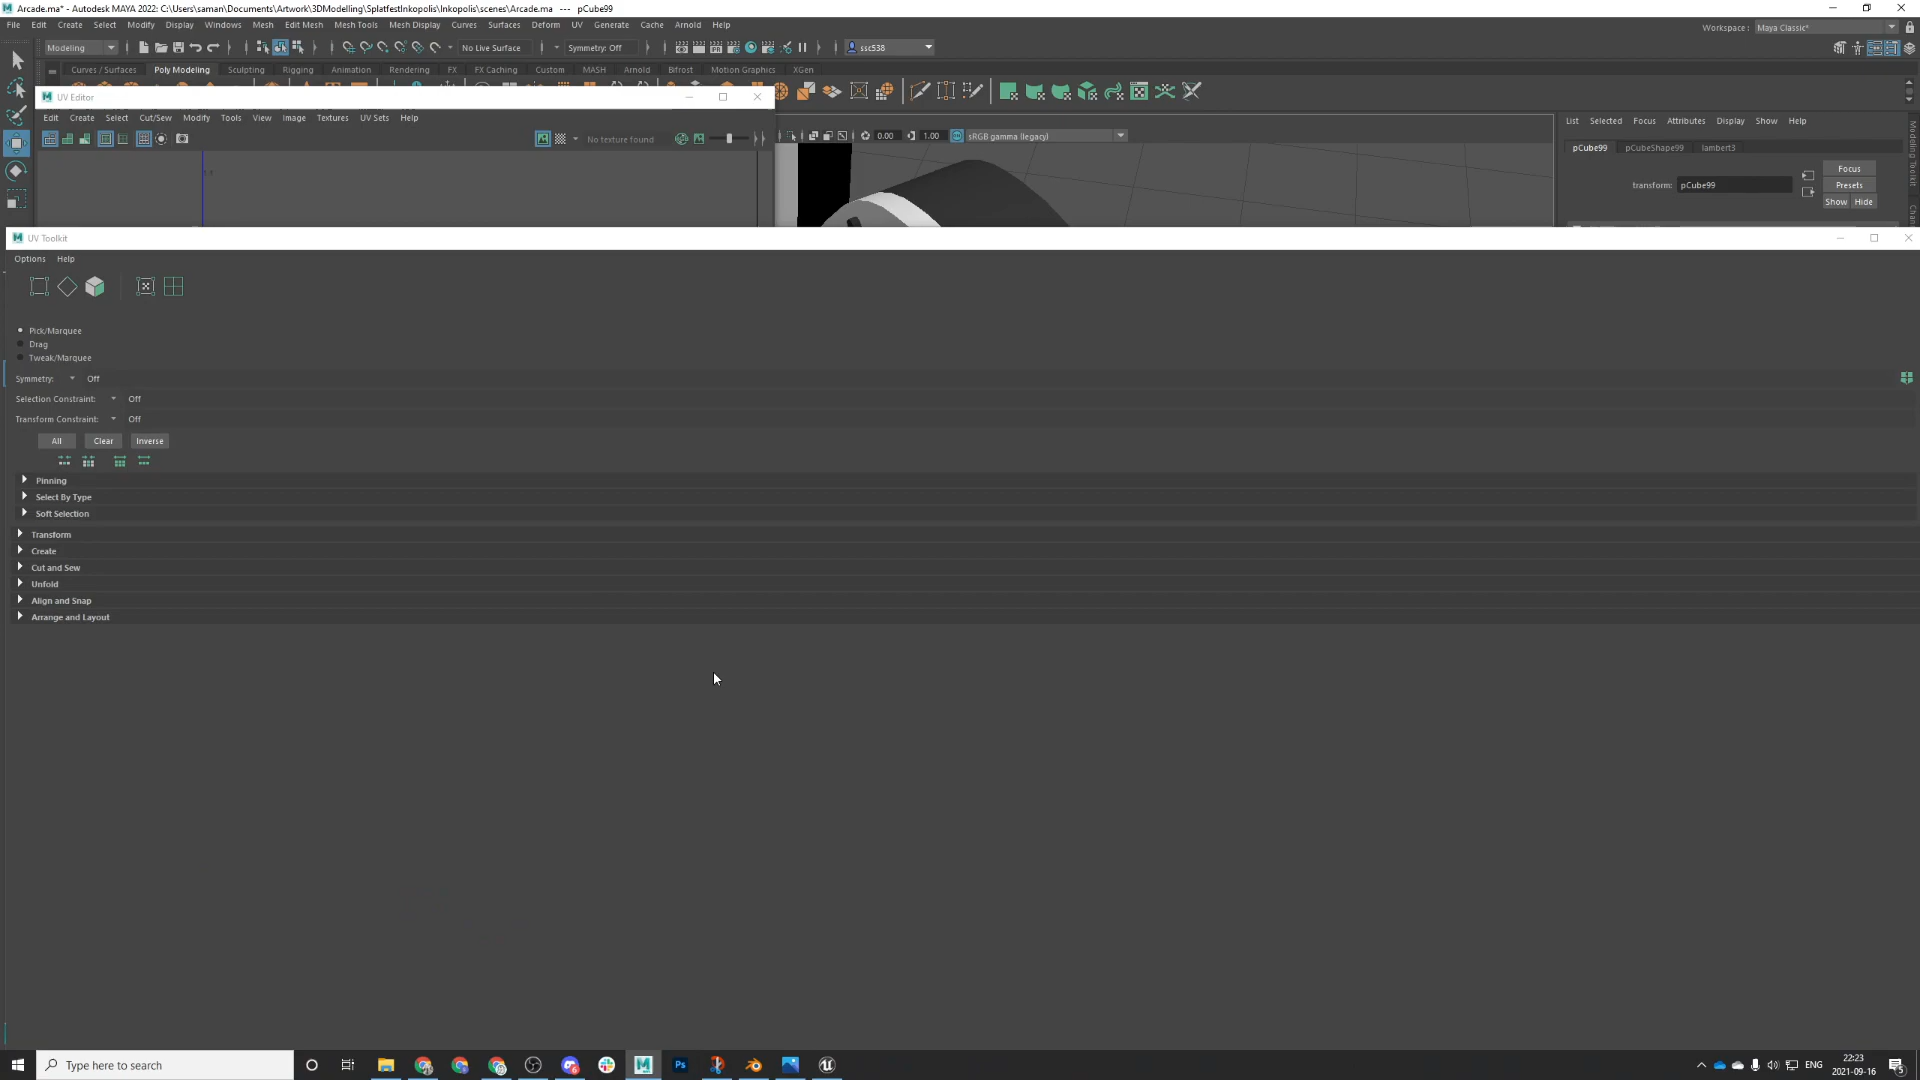 Arcade.ma* - Autodesk MAYA 2022: C:\Users\saman\Documents\Artwork\3DModelling\SplatfestInkopolis\Inkopolis\scenes\Arcade.ma --- pCube99
File Edit Create Select Modify Display Windows Mesh Edit Mesh Mesh Tools Mesh Display Curves Surfaces Deform UV Generate Cache Arnold Help
Workspace: Maya Classic*
Modeling No Live Surface Symmetry: Off ssc538
Curves / Surfaces Poly Modeling Sculpting Rigging Animation Rendering FX FX Caching Custom MASH Arnold Bifrost Motion Graphics XGen
UV Editor
Edit Create Select Cut/Sew Modify Tools View Image Textures UV Sets Help
No texture found
0.00 1.00 sRGB gamma (legacy)
List Selected Focus Attributes Display Show Help
pCube99 pCubeShape99 lambert3
Focus
transform: pCube99 Presets
Show Hide
Modeling Toolkit
UV Toolkit
Options Help
Pick/Marquee
Drag
Tweak/Marquee
Symmetry: Off
Selection Constraint: Off
Transform Constraint: Off
All Clear Inverse
Pinning
Select By Type
Soft Selection
Transform
Create
Cut and Sew
Unfold
Align and Snap
Arrange and Layout
Type here to search
ENG
22:23
2021-09-16